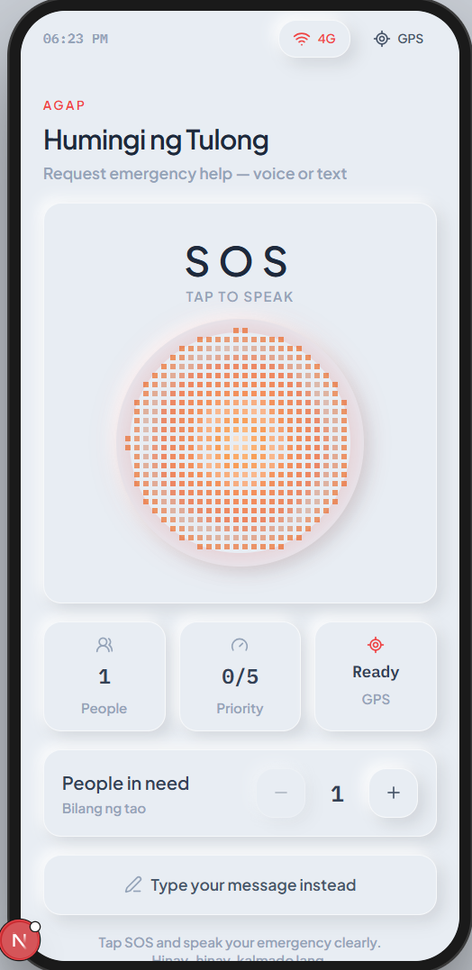 06:23 PM
4G
GPS
AGAP
Humingi ng Tulong
Request emergency help — voice or text
SOS
TAP TO SPEAK
1
People
0/5
Priority
Ready
GPS
People in need
Bilang ng tao
− 1 +
Type your message instead
N
Tap SOS and speak your emergency clearly.
Hinay-hinay, kalmado lang.